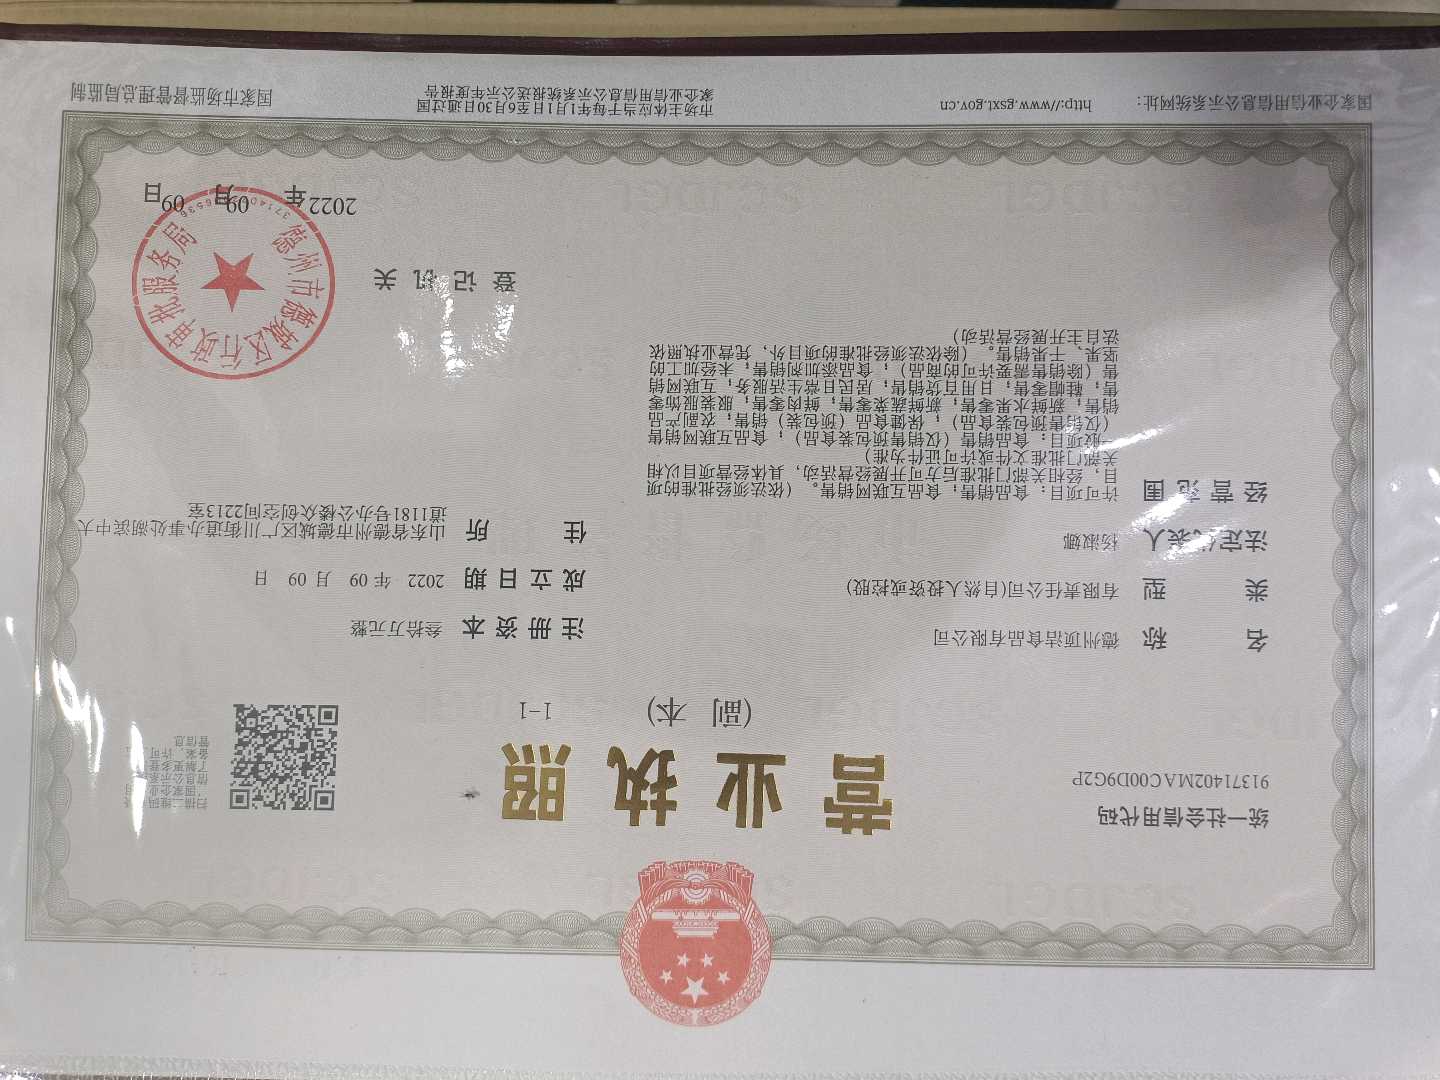 统一社会信用代码
91371402MAC00D9G2P
营业执照
(副 本)
1-1
扫描二维码
名 称 德州顶洁食品有限公司
类 型 有限责任公司(自然人投资或控股)
法定代表人 杨淑娜
经营范围 许可项目：食品销售；食品互联网销售。（依法须经批准的项
目，经相关部门批准后方可开展经营活动，具体经营项目以相
关部门批准文件或许可证件为准）
一般项目：食品销售（仅销售预包装食品）；食品互联网销售
（仅销售预包装食品）；保健食品（预包装）销售；农副产品
销售；新鲜水果零售；新鲜蔬菜零售；鲜肉零售；服装服饰零
售；鞋帽零售；日用百货销售；居民日常生活服务；互联网销
售（除销售需要许可的商品）；食品添加剂销售；未经加工的
坚果、干果销售。（除依法须经批准的项目外，凭营业执照依
法自主开展经营活动）
注册资本 叁拾万元整
成立日期 2022 年 09 月 09 日
住 所 山东省德州市德城区广川街道办事处湖滨中大
道1181号办公楼众创空间2213室
登记机关
德州市德城区行政审批服务局
2022 年 09 月 09 日
国家企业信用信息公示系统网址： http://www.gsxt.gov.cn
市场主体应当于每年1月1日至6月30日通过国
家企业信用信息公示系统报送公示年度报告
国家市场监督管理总局监制